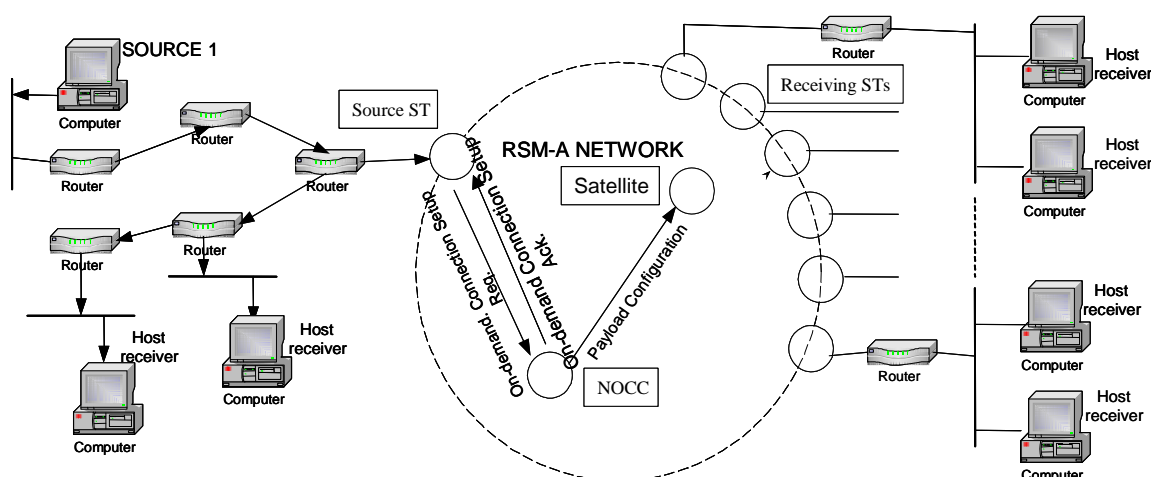 SOURCE 1
Computer
Router
Router
Router
Router
Router
Host
receiver
Computer
Host
receiver
Computer
Source ST
RSM-A NETWORK
Satellite
On-demand. Connection Setup
Req.
On-demand Connection Setup
Ack.
Payload Configuration
NOCC
Receiving STs
Router
Router
Host
receiver
Computer
Host
receiver
Computer
Host
receiver
Computer
Host
receiver
Computer